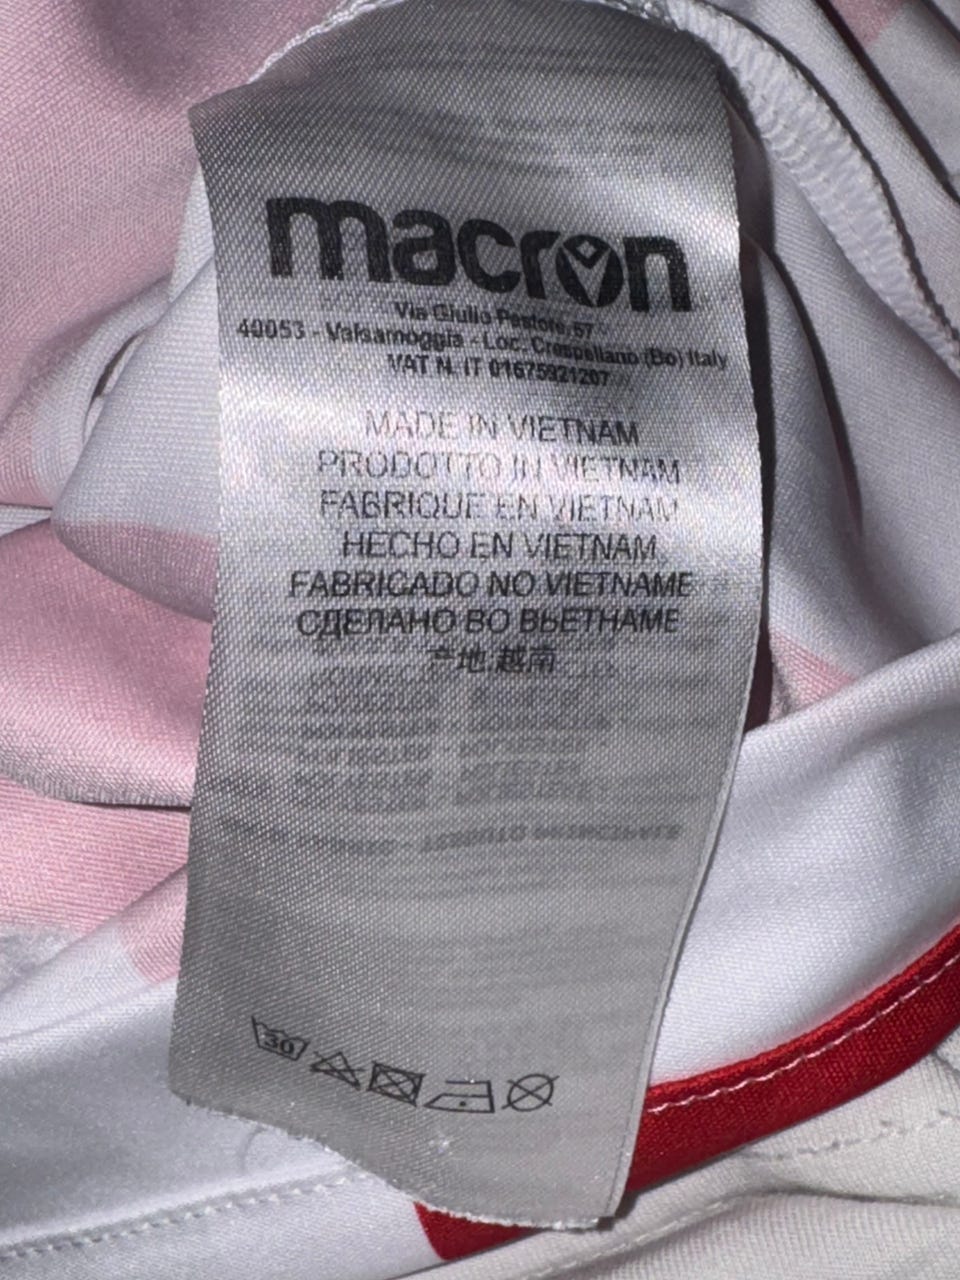 macron
Via Giulio Pastore, 57
40053 - Valsamoggia - Loc. Crespellano (Bo) Italy
VAT N. IT 01675921207
MADE IN VIETNAM
PRODOTTO IN VIETNAM
FABRIQUE EN VIETNAM
HECHO EN VIETNAM
FABRICADO NO VIETNAME
СДЕЛАНО ВО ВЬЕТНАМЕ
产地:越南
30